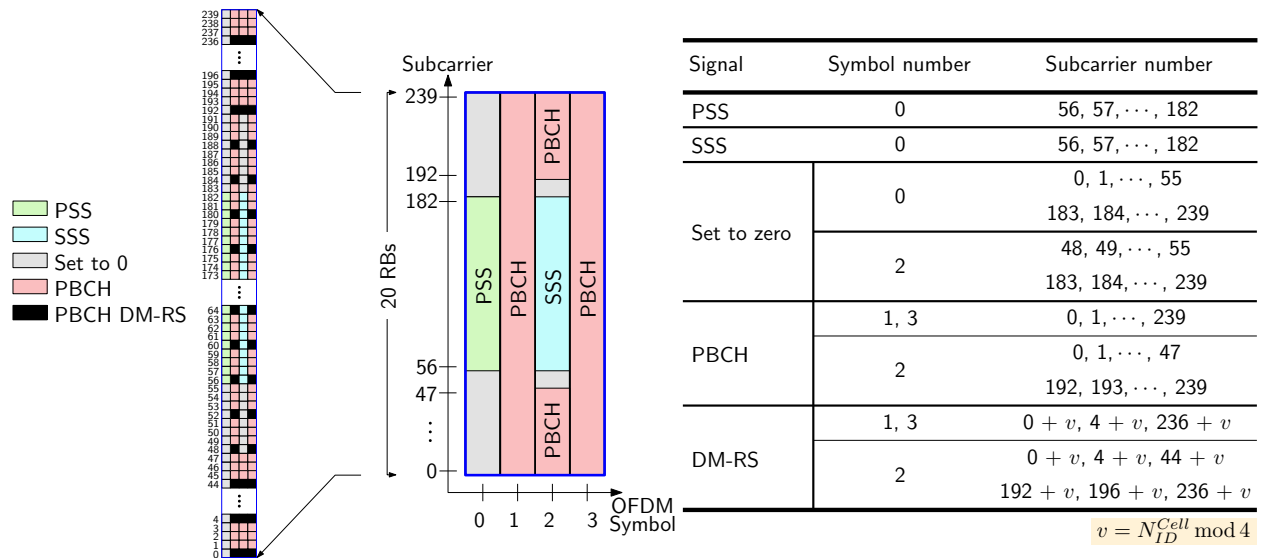 239
238
237
236
⋮
196
195
194
193
192
191
190
189
188
187
186
185
184
183
182
181
180
179
178
177
176
175
174
173
⋮
64
63
62
61
60
59
58
57
56
55
54
53
52
51
50
49
48
47
46
45
44
⋮
4
3
2
1
0
PSS
SSS
Set to 0
PBCH
PBCH DM-RS
Subcarrier
239
192
182
56
47
⋮
0
20 RBs
PSS
PBCH
PBCH
SSS
PBCH
PBCH
0 1 2 3
OFDM
Symbol
Signal Symbol number Subcarrier number
PSS 0 56, 57, ⋯ , 182
SSS 0 56, 57, ⋯ , 182
Set to zero 0 0, 1, ⋯ , 55
183, 184, ⋯ , 239
2 48, 49, ⋯ , 55
183, 184, ⋯ , 239
PBCH 1, 3 0, 1, ⋯ , 239
2 0, 1, ⋯ , 47
192, 193, ⋯ , 239
DM-RS 1, 3 0 + v, 4 + v, 236 + v
2 0 + v, 4 + v, 44 + v
192 + v, 196 + v, 236 + v
v = N_{ID}^{Cell} mod 4